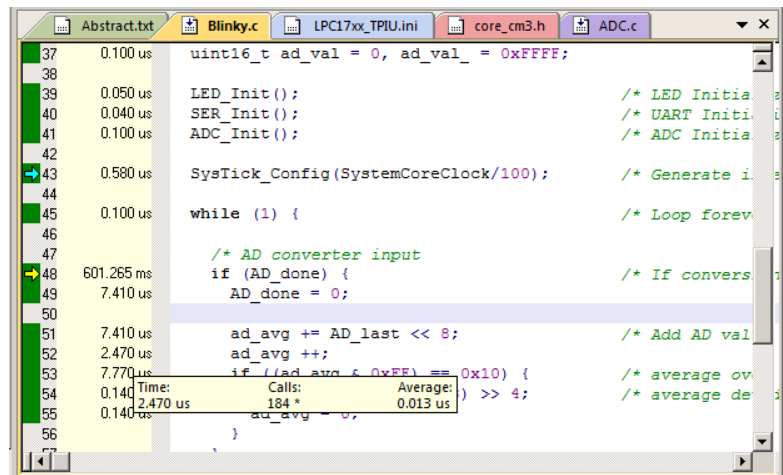 Abstract.txt Blinky.c LPC17xx_TPIU.ini core_cm3.h ADC.c
37 0.100 us uint16_t ad_val = 0, ad_val_ = 0xFFFF;
38
39 0.050 us LED_Init(); /* LED Initia
40 0.040 us SER_Init(); /* UART Initi
41 0.100 us ADC_Init(); /* ADC Initia
42
43 0.580 us SysTick_Config(SystemCoreClock/100); /* Generate i
44
45 0.100 us while (1) { /* Loop forev
46
47 /* AD converter input
48 601.265 ms if (AD_done) { /* If convers
49 7.410 us AD_done = 0;
50
51 7.410 us ad_avg += AD_last << 8; /* Add AD val
52 2.470 us ad_avg ++;
53 7.770 us if ((ad_avg & 0xFF) == 0x10) { /* average ov
54 0.140 ) >> 4; /* average de
55 0.140 us ad_avg = 0;
56 }
57
Time: Calls: Average:
2.470 us 184 * 0.013 us